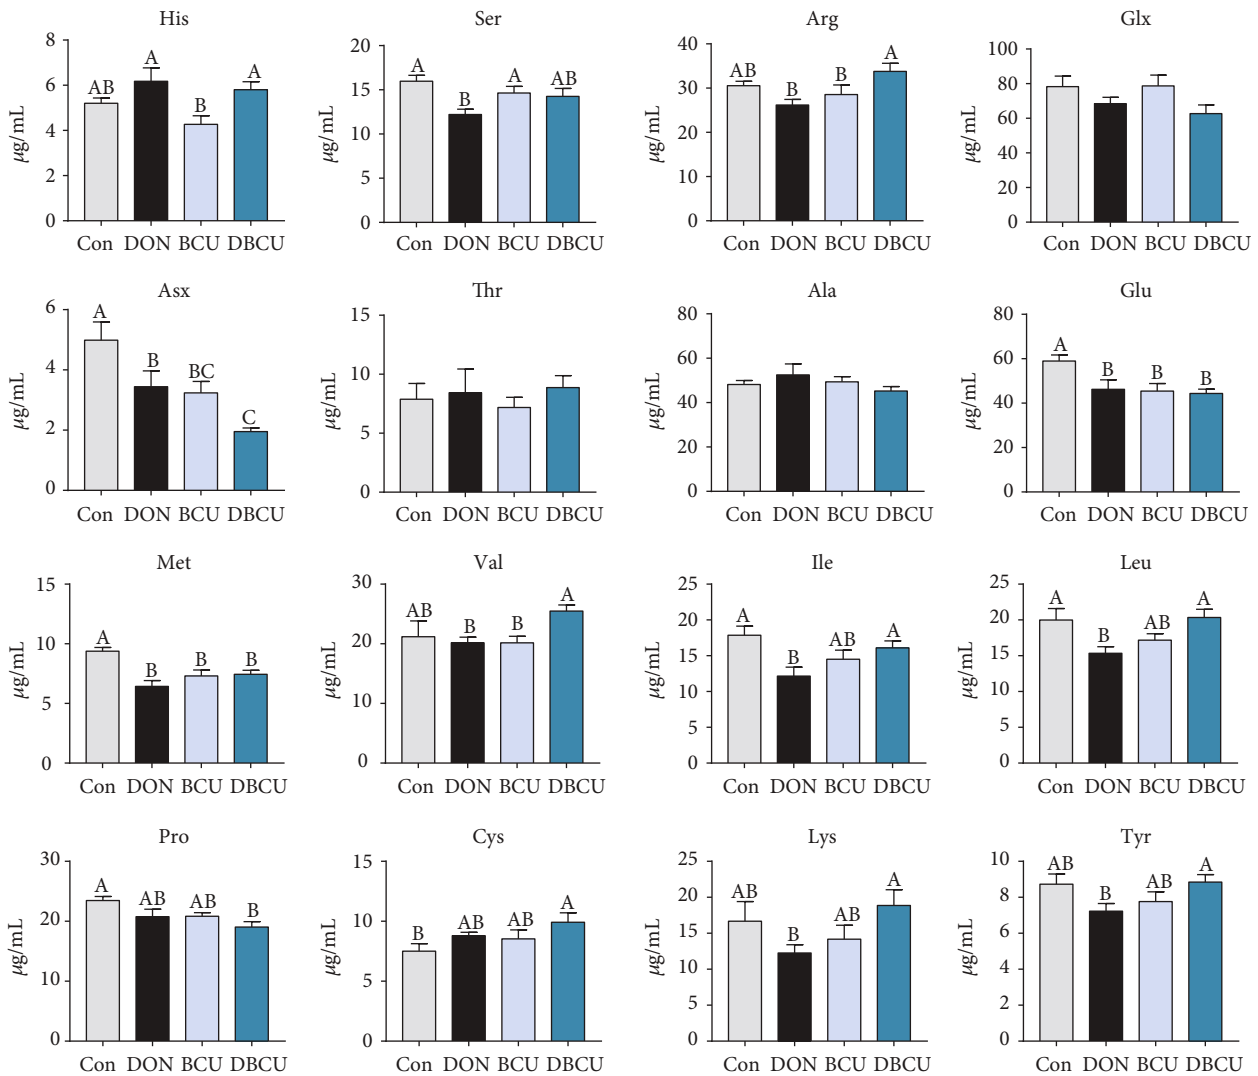 His
8
6
4
2
0
µg/mL
AB
A
B
A
Con DON BCU DBCU
Ser
20
15
10
5
0
µg/mL
A
B
A
AB
Con DON BCU DBCU
Arg
40
30
20
10
0
µg/mL
AB
B
B
A
Con DON BCU DBCU
Glx
100
80
60
40
20
0
µg/mL
Con DON BCU DBCU
Asx
6
4
2
0
µg/mL
A
B
BC
C
Con DON BCU DBCU
Thr
15
10
5
0
µg/mL
Con DON BCU DBCU
Ala
80
60
40
20
0
µg/mL
Con DON BCU DBCU
Glu
80
60
40
20
0
µg/mL
A
B
B
B
Con DON BCU DBCU
Met
15
10
5
0
µg/mL
A
B
B
B
Con DON BCU DBCU
Val
30
20
10
0
µg/mL
AB
B
B
A
Con DON BCU DBCU
Ile
25
20
15
10
5
0
µg/mL
A
B
AB
A
Con DON BCU DBCU
Leu
25
20
15
10
5
0
µg/mL
A
B
AB
A
Con DON BCU DBCU
Pro
30
20
10
0
µg/mL
A
AB
AB
B
Con DON BCU DBCU
Cys
15
10
5
0
µg/mL
B
AB
AB
A
Con DON BCU DBCU
Lys
25
20
15
10
5
0
µg/mL
AB
B
AB
A
Con DON BCU DBCU
Tyr
10
8
6
4
2
0
µg/mL
AB
B
AB
A
Con DON BCU DBCU